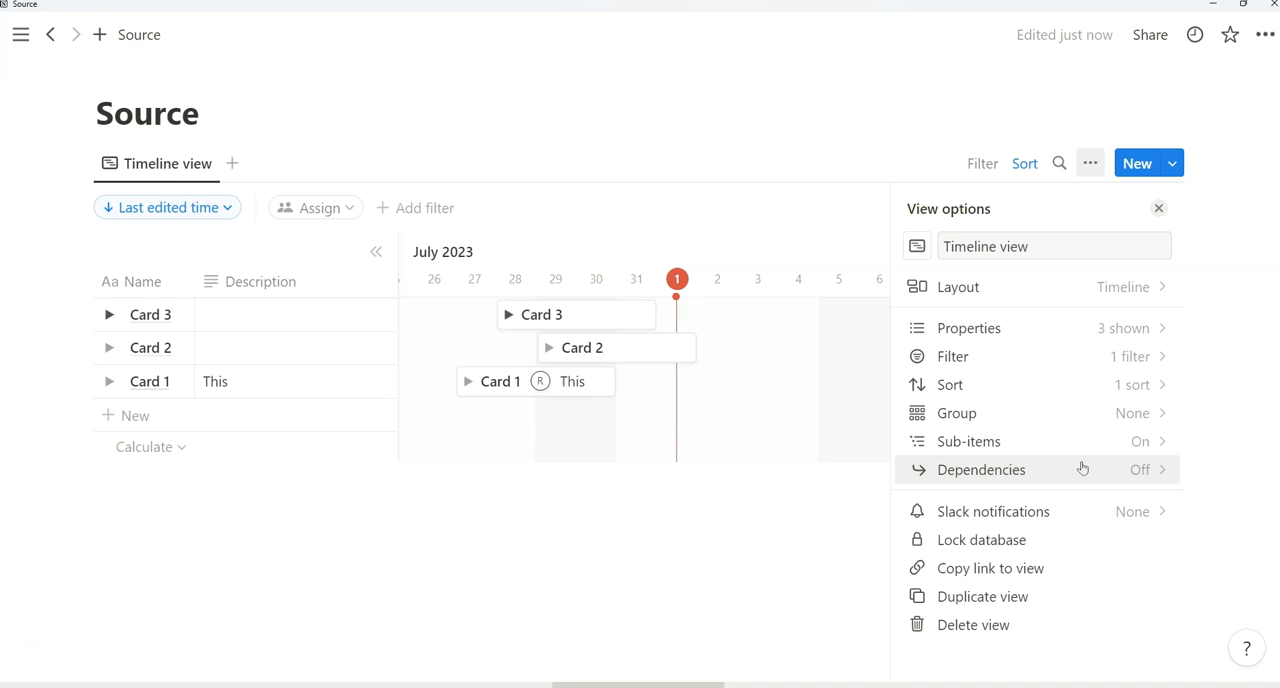 Source
Source
Edited just now
Share
Source
Timeline view
Filter
Sort
New
Last edited time
Assign
Add filter
View options
Timeline view
July 2023
Aa Name
Description
26 27 28 29 30 31 1 2 3 4 5 6
Layout Timeline
Card 3
Card 3
Properties 3 shown
Card 2
Card 2
Filter 1 filter
Card 1 This
Card 1 R This
Sort 1 sort
New
Group None
Calculate
Sub-items On
Dependencies Off
Slack notifications None
Lock database
Copy link to view
Duplicate view
Delete view
?